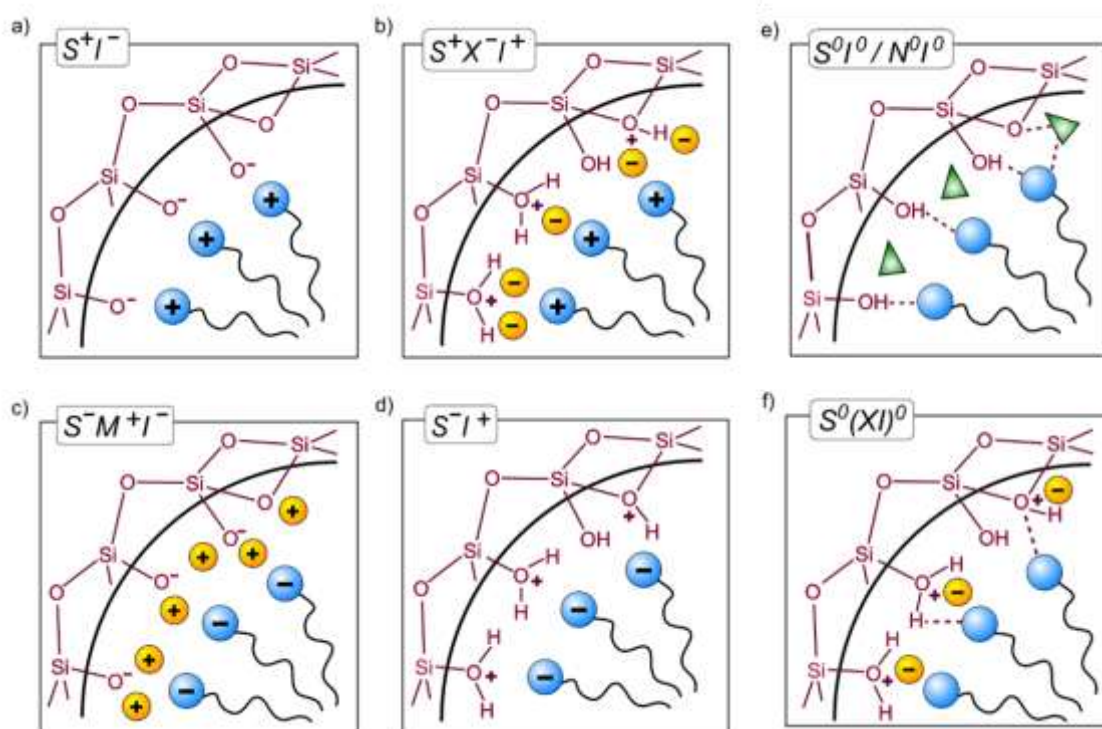 a)
S⁺I⁻
O Si
O Si O
O⁻
Si
O O⁻
+
+
Si O⁻
+
b)
S⁺X⁻I⁺
O Si
O Si O H −
+
−
OH
Si H
O O + − +
H +
H
Si O + −
H − +
e)
S⁰I⁰ / N⁰I⁰
O Si
O Si O
OH
Si
O OH
Si OH
c)
S⁻M⁺I⁻
O Si
O Si O +
O⁻
+ +
Si O⁻ −
O +
−
+
Si O⁻
+ −
d)
S⁻I⁺
O Si
O Si O
+
OH H
Si H
O + −
O H −
H
Si O + −
H
f)
S⁰(XI)⁰
O Si
O Si −
O +
H
OH
Si H
O + −
O H
H
Si O + −
H